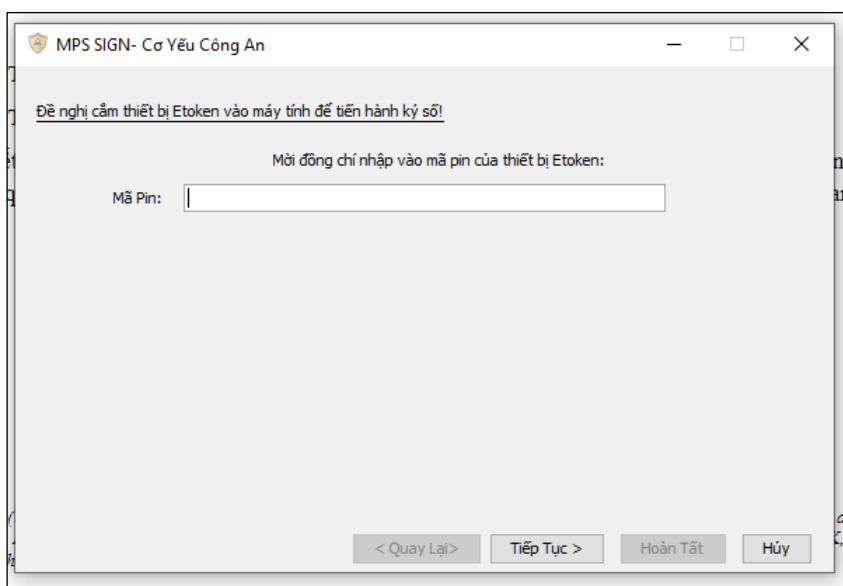 MPS SIGN- Cơ Yếu Công An
Đề nghị cắm thiết bị Etoken vào máy tính để tiến hành ký số!
Mời đồng chí nhập vào mã pin của thiết bị Etoken:
Mã Pin:
< Quay Lại>
Tiếp Tục >
Hoàn Tất
Hủy